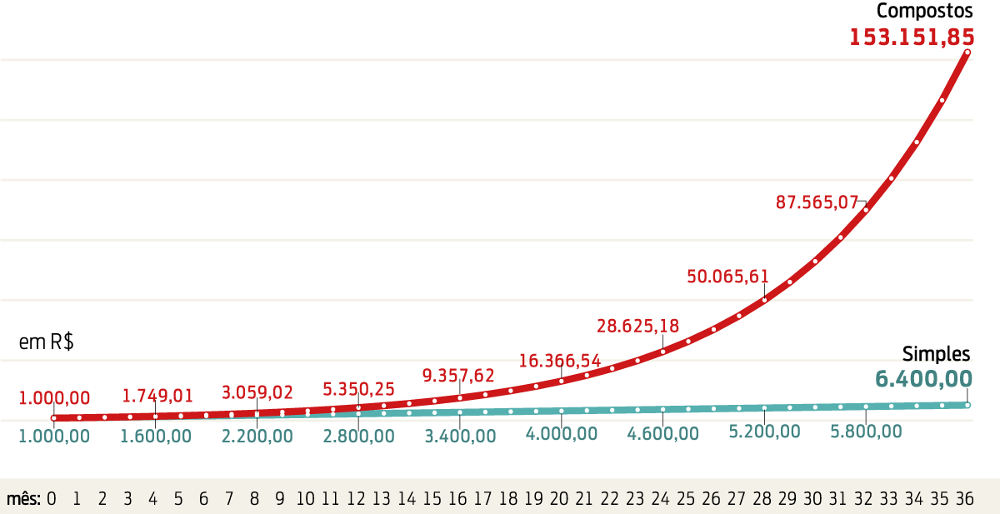 Compostos
153.151,85
87.565,07
50.065,61
28.625,18
em R$
16.366,54
Simples
6.400,00
9.357,62
5.350,25
3.059,02
1.749,01
1.000,00
1.000,00 1.600,00 2.200,00 2.800,00 3.400,00 4.000,00 4.600,00 5.200,00 5.800,00
mês: 0 1 2 3 4 5 6 7 8 9 10 11 12 13 14 15 16 17 18 19 20 21 22 23 24 25 26 27 28 29 30 31 32 33 34 35 36